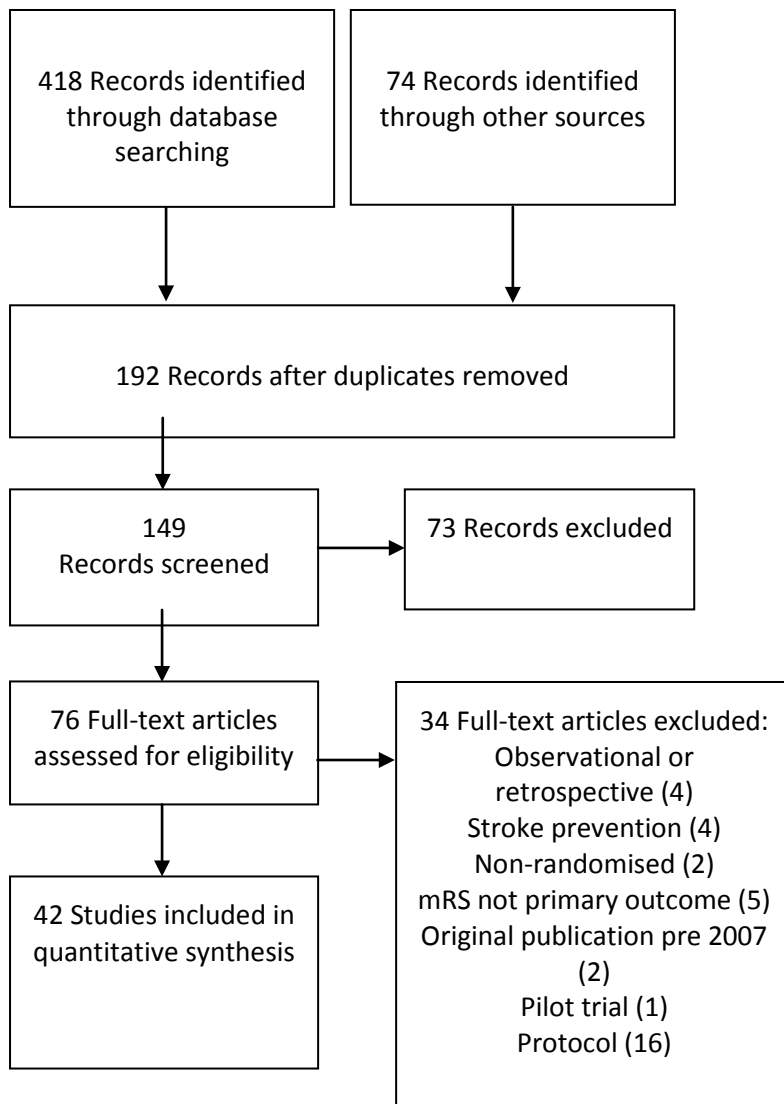 418 Records identified
through database
searching
74 Records identified
through other sources
192 Records after duplicates removed
149
Records screened
73 Records excluded
76 Full-text articles
assessed for eligibility
34 Full-text articles excluded:
Observational or
retrospective (4)
Stroke prevention (4)
Non-randomised (2)
mRS not primary outcome (5)
Original publication pre 2007
(2)
Pilot trial (1)
Protocol (16)
42 Studies included in
quantitative synthesis